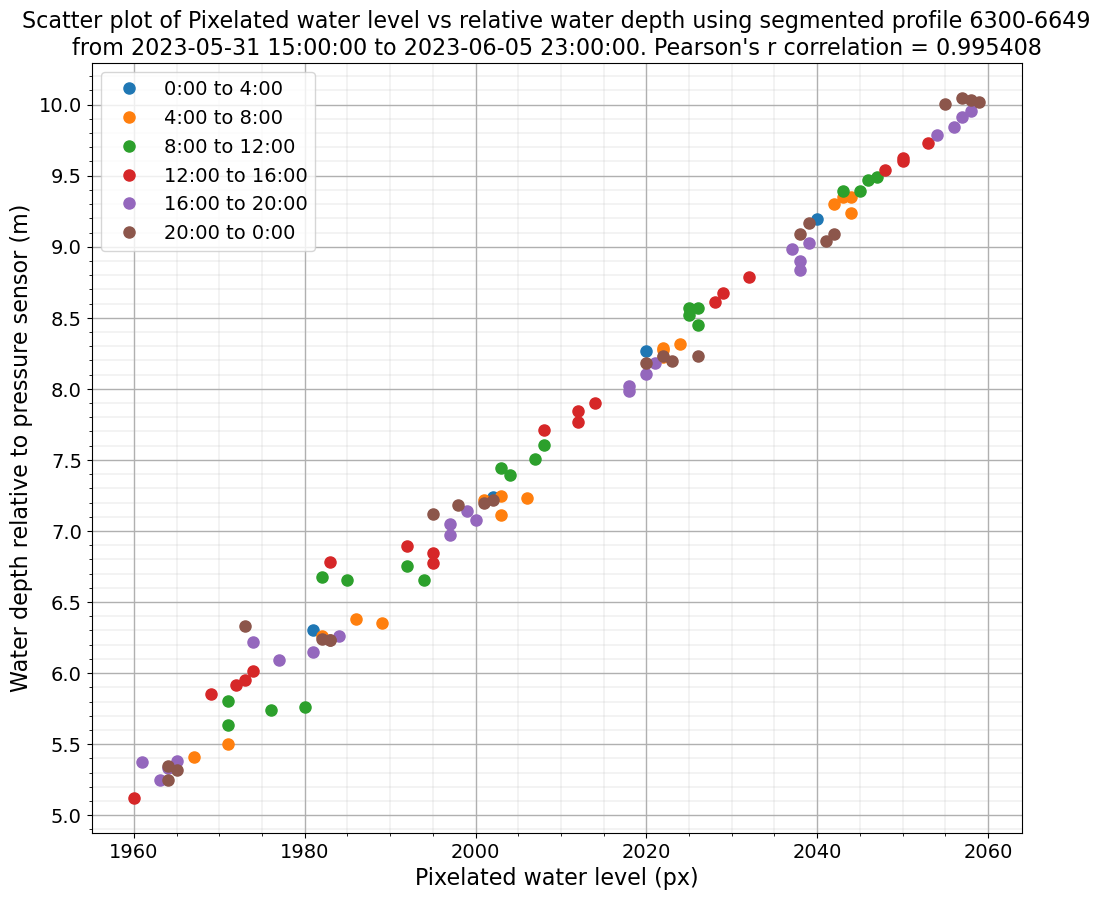 Scatter plot of Pixelated water level vs relative water depth using segmented profile 6300-6649
from 2023-05-31 15:00:00 to 2023-06-05 23:00:00. Pearson's r correlation = 0.995408
0:00 to 4:00
4:00 to 8:00
8:00 to 12:00
12:00 to 16:00
16:00 to 20:00
20:00 to 0:00
Water depth relative to pressure sensor (m)
10.0
9.5
9.0
8.5
8.0
7.5
7.0
6.5
6.0
5.5
5.0
1960 1980 2000 2020 2040 2060
Pixelated water level (px)